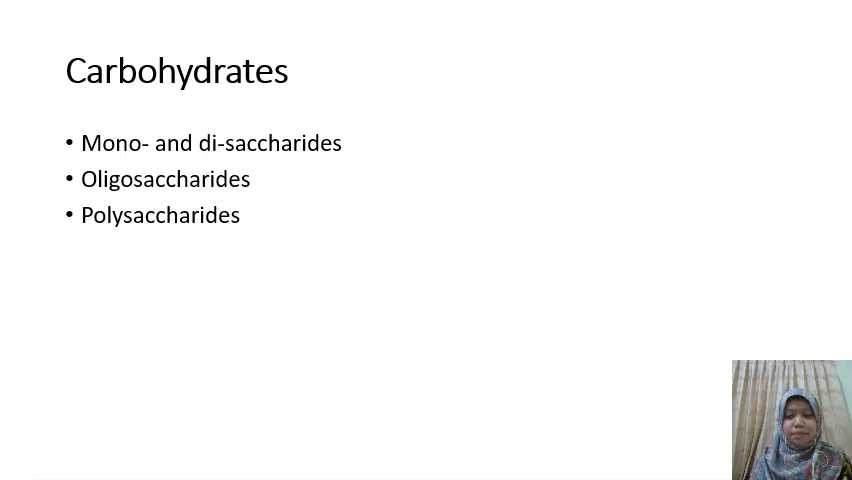 Carbohydrates
• Mono- and di-saccharides
• Oligosaccharides
• Polysaccharides